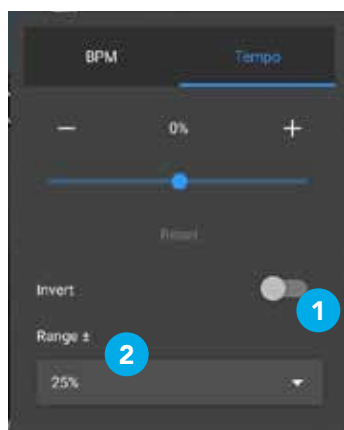 BPM Tempo
— 0% +
Reset
Invert
1
Range ±
2
25%